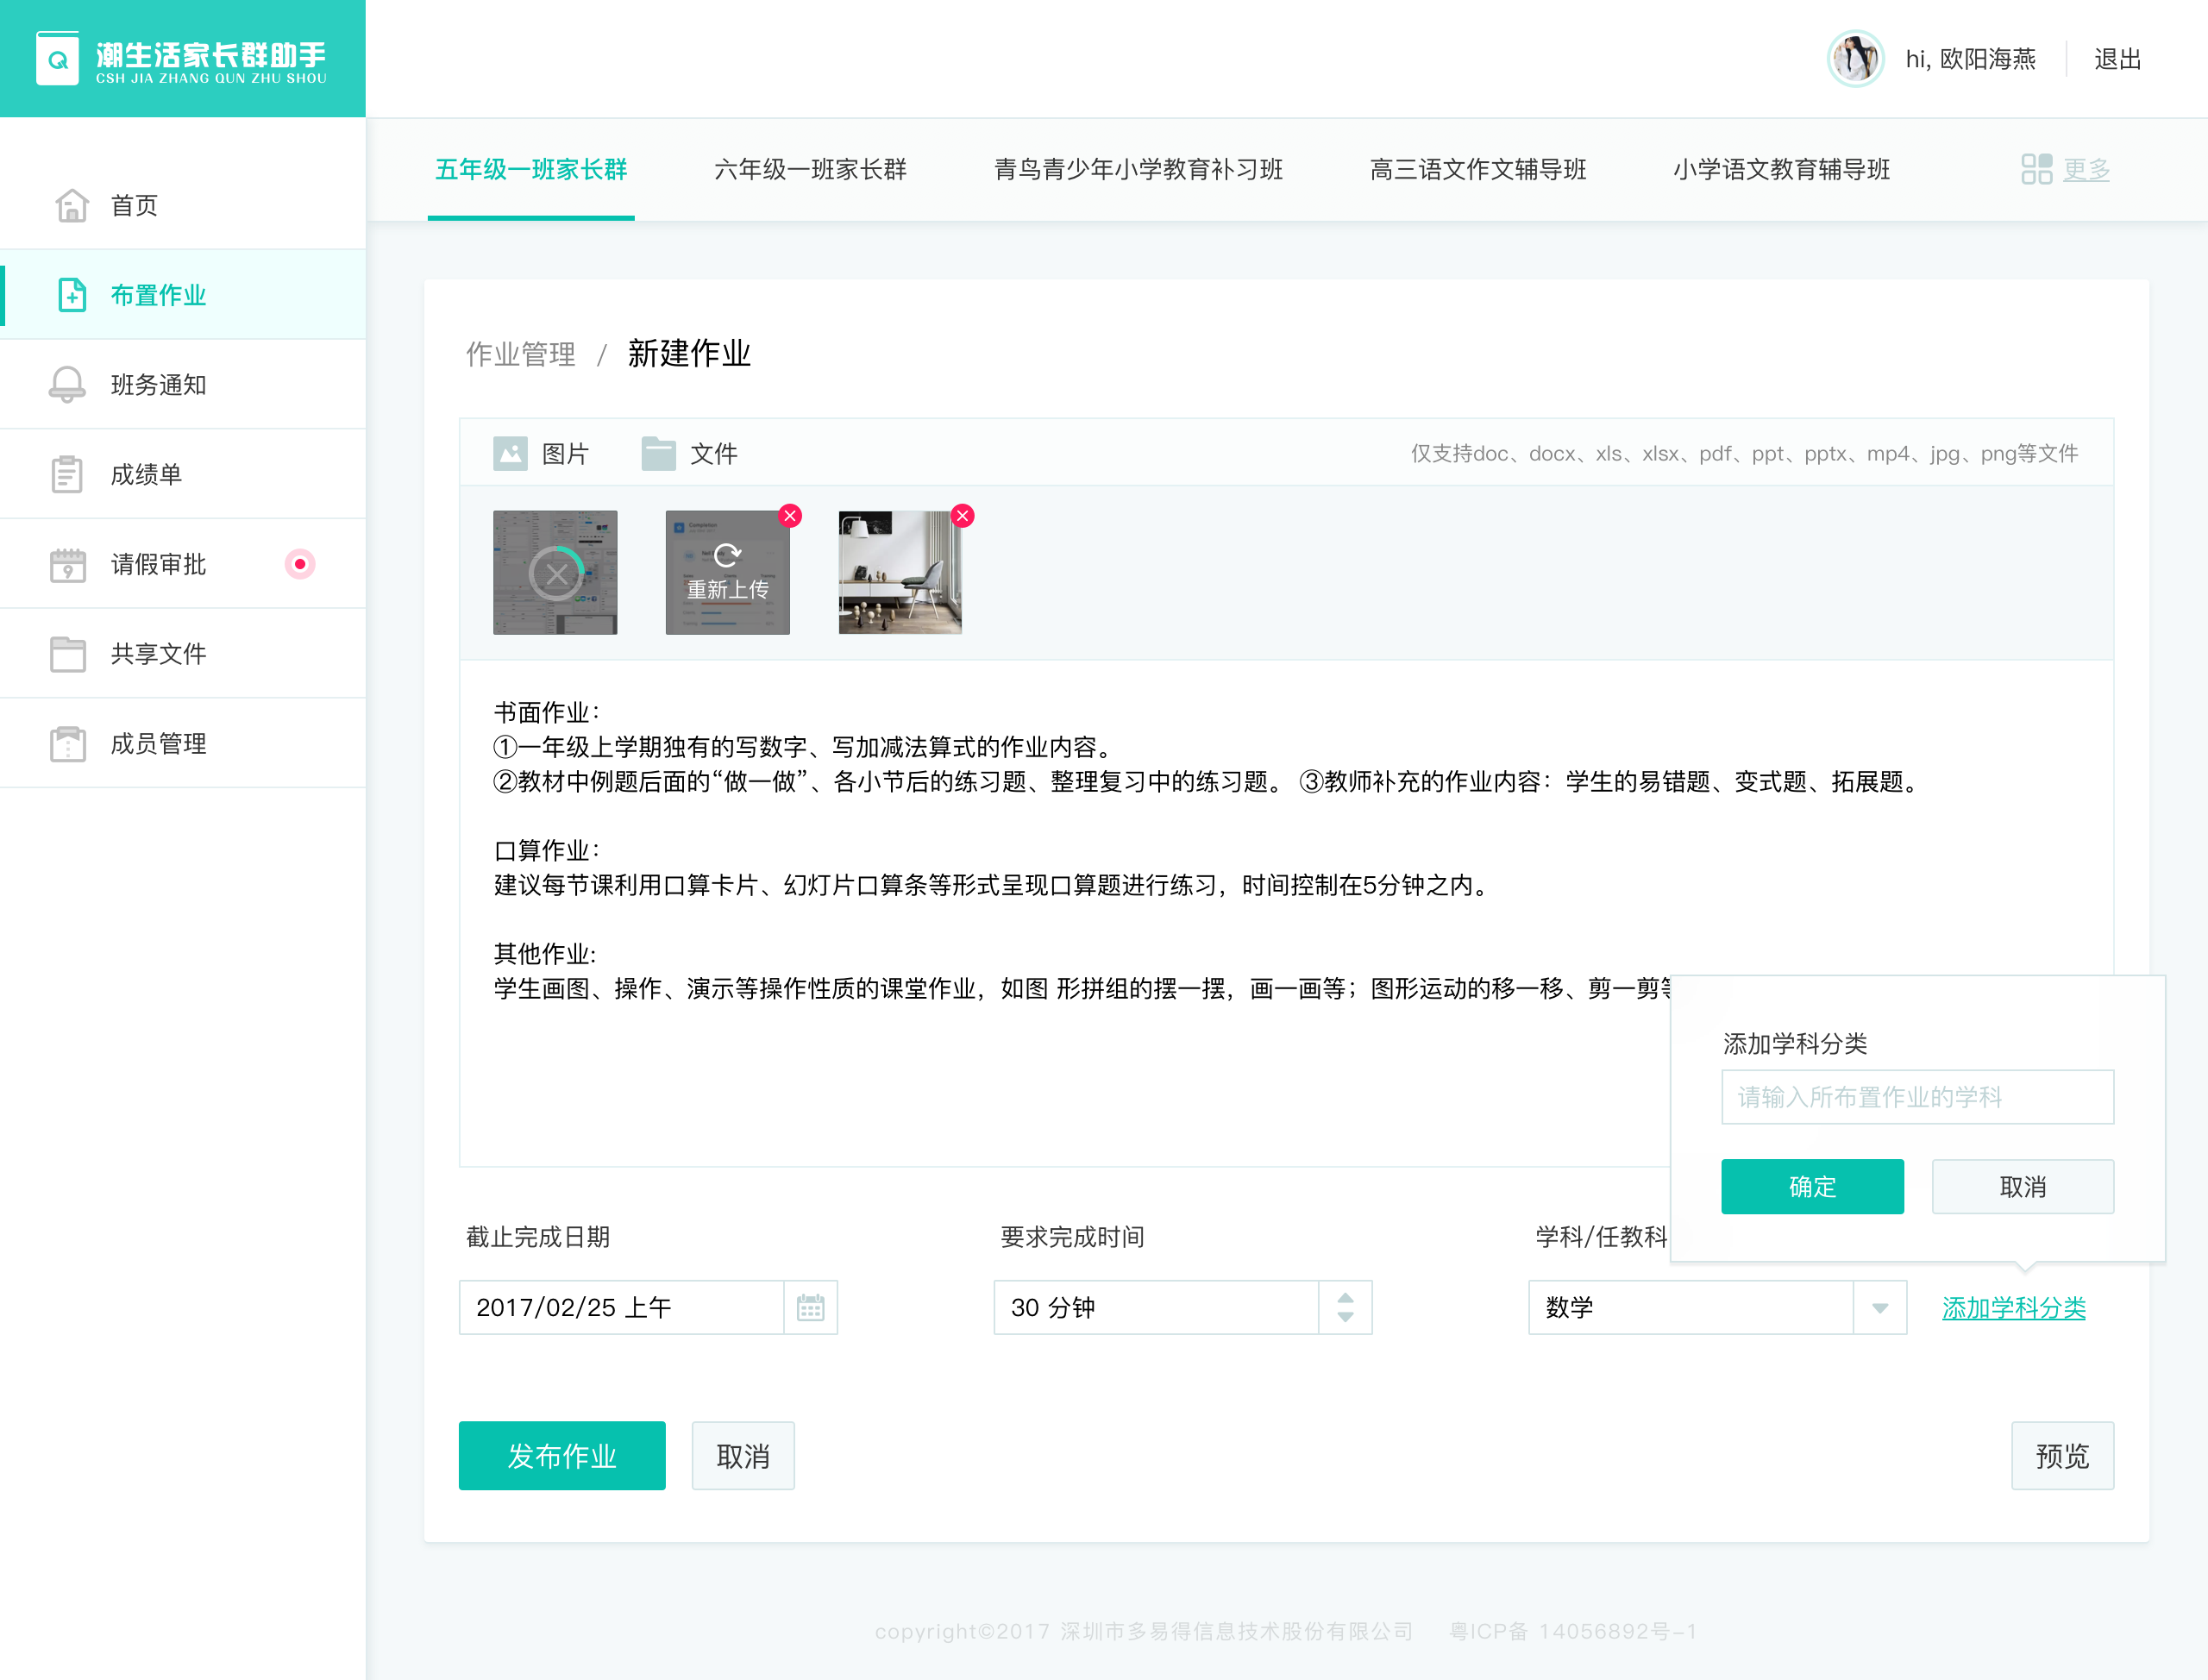 潮生活家长群助手
CSH JIA ZHANG QUN ZHU SHOU
hi, 欧阳海燕
退出
首页
布置作业
班务通知
成绩单
请假审批
共享文件
成员管理
五年级一班家长群
六年级一班家长群
青鸟青少年小学教育补习班
高三语文作文辅导班
小学语文教育辅导班
更多
作业管理 / 新建作业
图片
文件
仅支持doc、docx、xls、xlsx、pdf、ppt、pptx、mp4、jpg、png等文件
重新上传
书面作业：
①一年级上学期独有的写数字、写加减法算式的作业内容。
②教材中例题后面的“做一做”、各小节后的练习题、整理复习中的练习题。 ③教师补充的作业内容：学生的易错题、变式题、拓展题。
口算作业：
建议每节课利用口算卡片、幻灯片口算条等形式呈现口算题进行练习，时间控制在5分钟之内。
其他作业:
学生画图、操作、演示等操作性质的课堂作业，如图 形拼组的摆一摆，画一画等；图形运动的移一移、剪一剪等
添加学科分类
请输入所布置作业的学科
确定
取消
截止完成日期
要求完成时间
学科/任教科
2017/02/25 上午
30 分钟
数学
添加学科分类
发布作业
取消
预览
copyright©2017 深圳市多易得信息技术股份有限公司 粤ICP备 14056892号-1